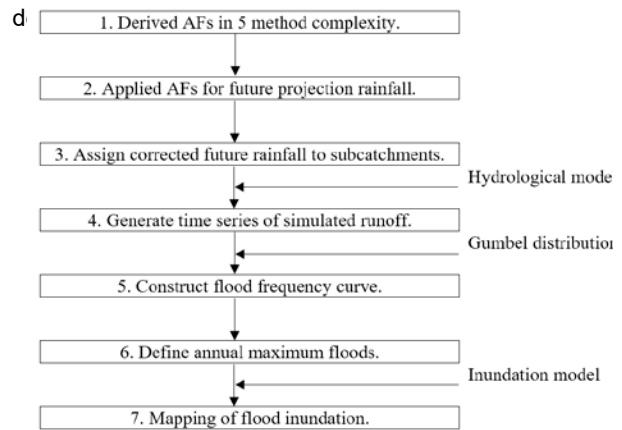 1. Derived AFs in 5 method complexity.
2. Applied AFs for future projection rainfall.
3. Assign corrected future rainfall to subcatchments.
Hydrological mode
4. Generate time series of simulated runoff.
Gumbel distribution
5. Construct flood frequency curve.
6. Define annual maximum floods.
Inundation model
7. Mapping of flood inundation.